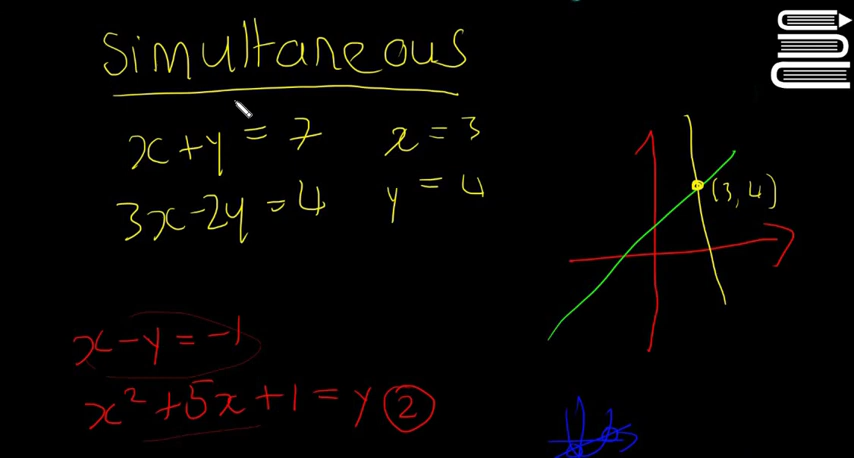 Simultaneous
x + y = 7
x = 3
3x - 2y = 4
y = 4
(3, 4)
x - y = -1
x² + 5x + 1 = y ②